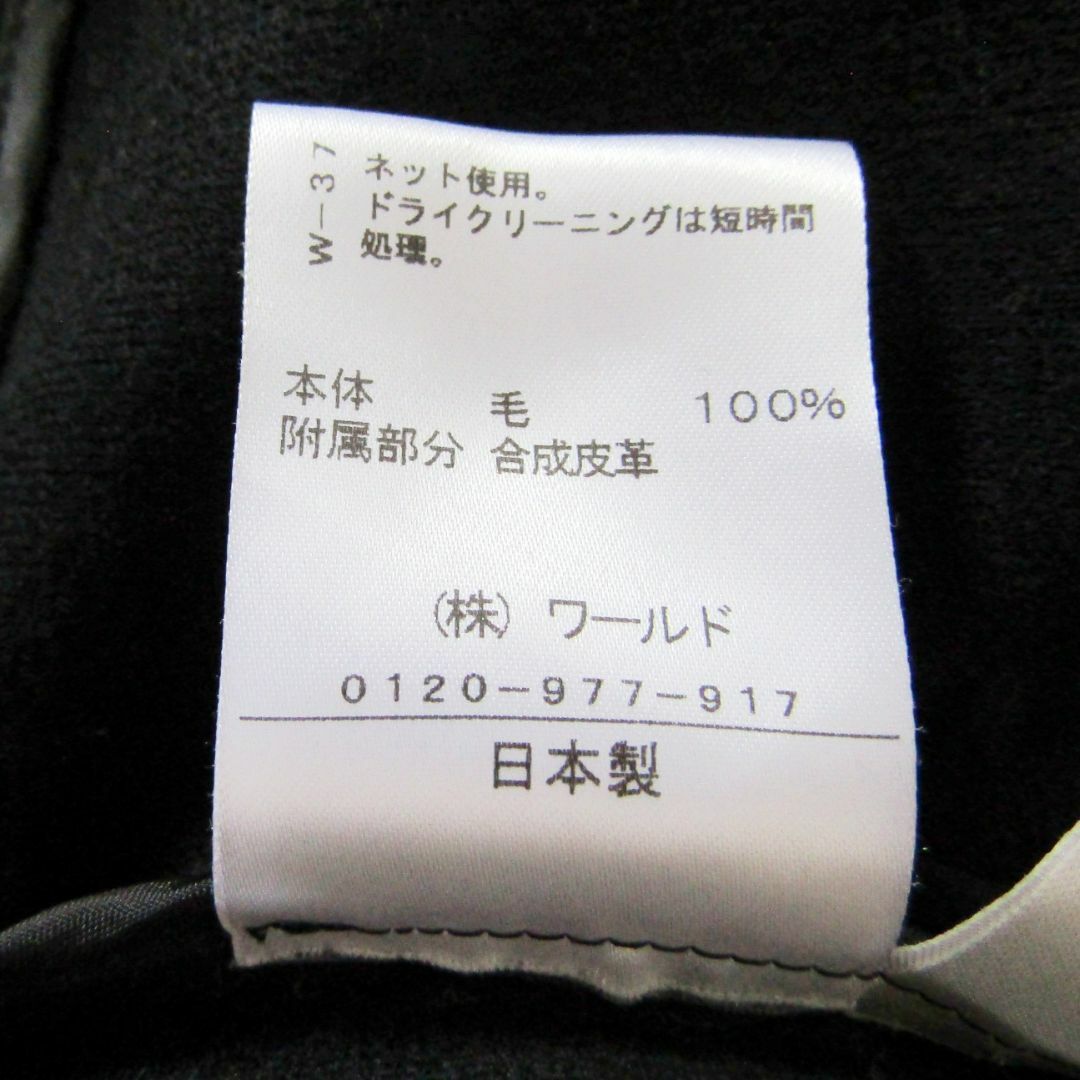 W-37
ネット使用。
ドライクリーニングは短時間
処理。
本体 毛 100%
附属部分 合成皮革
(株) ワールド
0120-977-917
日本製